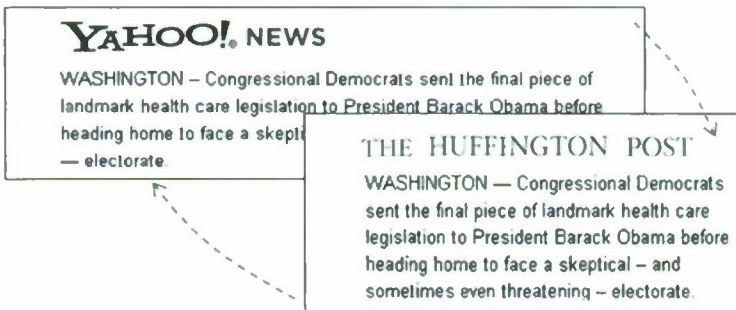 YAHOO!® NEWS
WASHINGTON – Congressional Democrats sent the final piece of
landmark health care legislation to President Barack Obama before
heading home to face a skepti
— electorate.
THE HUFFINGTON POST
WASHINGTON — Congressional Democrats
sent the final piece of landmark health care
legislation to President Barack Obama before
heading home to face a skeptical – and
sometimes even threatening – electorate.